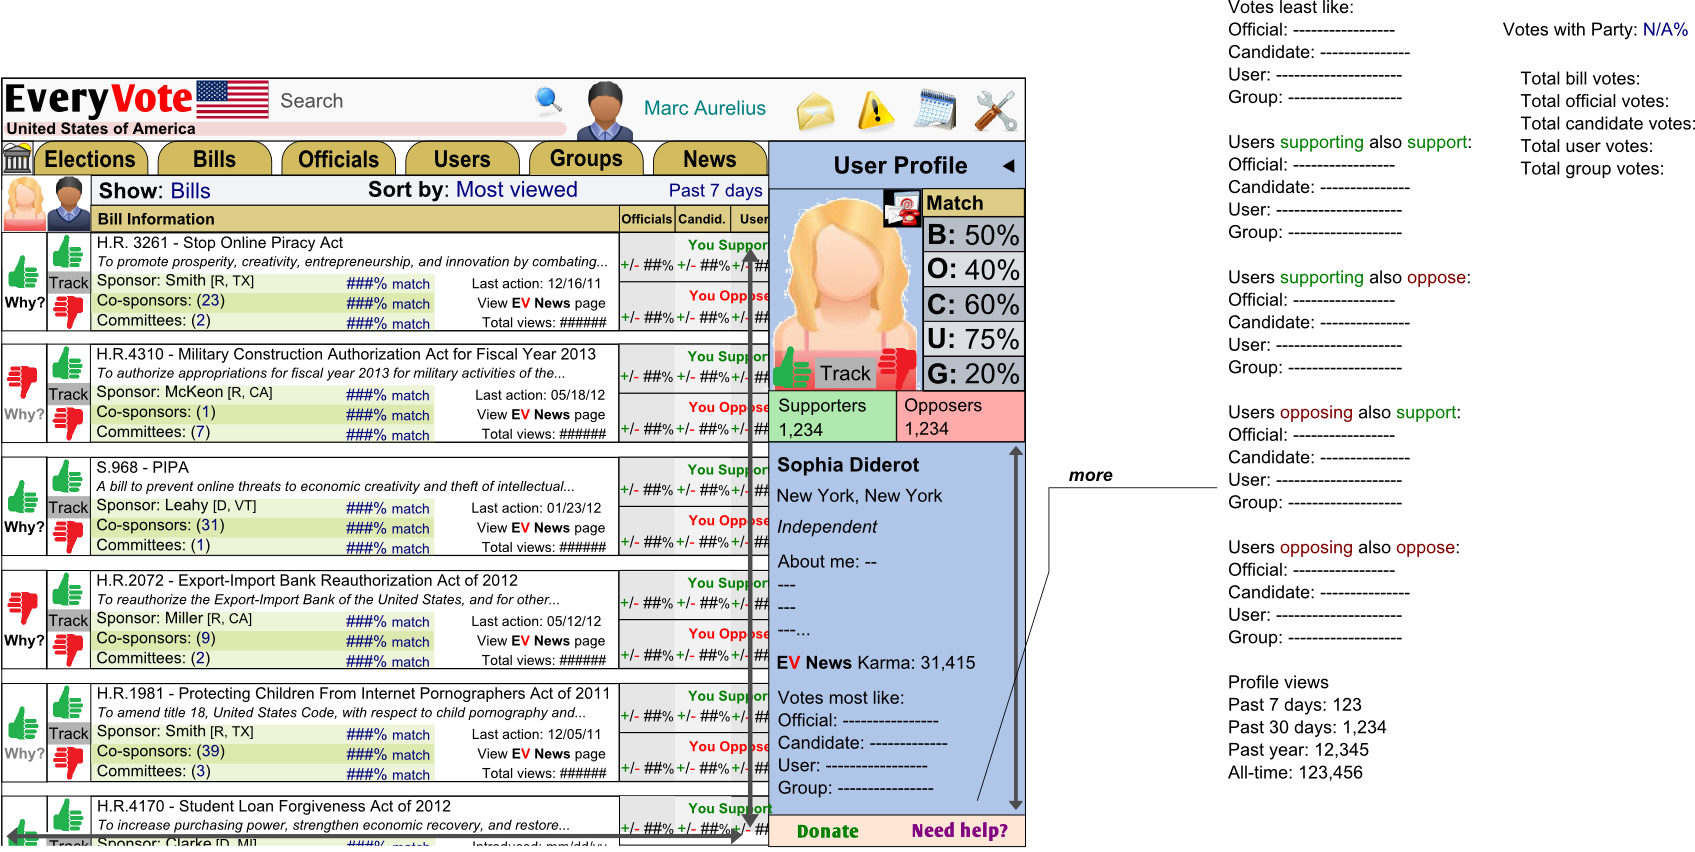 EveryVote
United States of America
Search
Marc Aurelius
Elections
Bills
Officials
Users
Groups
News
Show: Bills
Sort by: Most viewed
Past 7 days
Bill Information
Officials
Candid.
User
H.R. 3261 - Stop Online Piracy Act
To promote prosperity, creativity, entrepreneurship, and innovation by combating...
Track
Why?
Sponsor: Smith [R, TX] ###% match
Co-sponsors: (23) ###% match
Committees: (2) ###% match
Last action: 12/16/11
View EV News page
Total views: ######
You Suppor
+/- ##% +/- ##% +/- ##
You Oppose
+/- ##% +/- ##% +/- ##
H.R.4310 - Military Construction Authorization Act for Fiscal Year 2013
To authorize appropriations for fiscal year 2013 for military activities of the...
Track
Why?
Sponsor: McKeon [R, CA] ###% match
Co-sponsors: (1) ###% match
Committees: (7) ###% match
Last action: 05/18/12
View EV News page
Total views: ######
You Suppor
+/- ##% +/- ##% +/- ##
You Oppose
+/- ##% +/- ##% +/- ##
S.968 - PIPA
A bill to prevent online threats to economic creativity and theft of intellectual...
Track
Why?
Sponsor: Leahy [D, VT] ###% match
Co-sponsors: (31) ###% match
Committees: (1) ###% match
Last action: 01/23/12
View EV News page
Total views: ######
You Suppor
+/- ##% +/- ##% +/- ##
You Oppose
+/- ##% +/- ##% +/- ##
H.R.2072 - Export-Import Bank Reauthorization Act of 2012
To reauthorize the Export-Import Bank of the United States, and for other...
Track
Why?
Sponsor: Miller [R, CA] ###% match
Co-sponsors: (9) ###% match
Committees: (2) ###% match
Last action: 05/12/12
View EV News page
Total views: ######
You Suppor
+/- ##% +/- ##% +/- ##
You Oppose
+/- ##% +/- ##% +/- ##
H.R.1981 - Protecting Children From Internet Pornographers Act of 2011
To amend title 18, United States Code, with respect to child pornography and...
Track
Why?
Sponsor: Smith [R, TX] ###% match
Co-sponsors: (39) ###% match
Committees: (3) ###% match
Last action: 12/05/11
View EV News page
Total views: ######
You Suppor
+/- ##% +/- ##% +/- ##
You Oppose
+/- ##% +/- ##% +/- ##
H.R.4170 - Student Loan Forgiveness Act of 2012
To increase purchasing power, strengthen economic recovery, and restore...
Track
Sponsor: Clarke [D, MI] ###% match
Introduced: mm/dd/yy
You Support
+/- ##% +/- ##% +/- ##
User Profile
Match
B: 50%
O: 40%
C: 60%
U: 75%
G: 20%
Track
Supporters
1,234
Opposers
1,234
Sophia Diderot
New York, New York
Independent
About me: --
---
---
---...
EV News Karma: 31,415
Votes most like:
Official: ----------------
Candidate: -------------
User: -----------------
Group: ----------------
Donate
Need help?
more
Votes least like:
Official: -----------------
Candidate: ---------------
User: ---------------------
Group: -------------------
Users supporting also support:
Official: -----------------
Candidate: ---------------
User: ---------------------
Group: -------------------
Users supporting also oppose:
Official: -----------------
Candidate: ---------------
User: ---------------------
Group: -------------------
Users opposing also support:
Official: -----------------
Candidate: ---------------
User: ---------------------
Group: -------------------
Users opposing also oppose:
Official: -----------------
Candidate: ---------------
User: ---------------------
Group: -------------------
Profile views
Past 7 days: 123
Past 30 days: 1,234
Past year: 12,345
All-time: 123,456
Votes with Party: N/A%
Total bill votes:
Total official votes:
Total candidate votes:
Total user votes:
Total group votes: